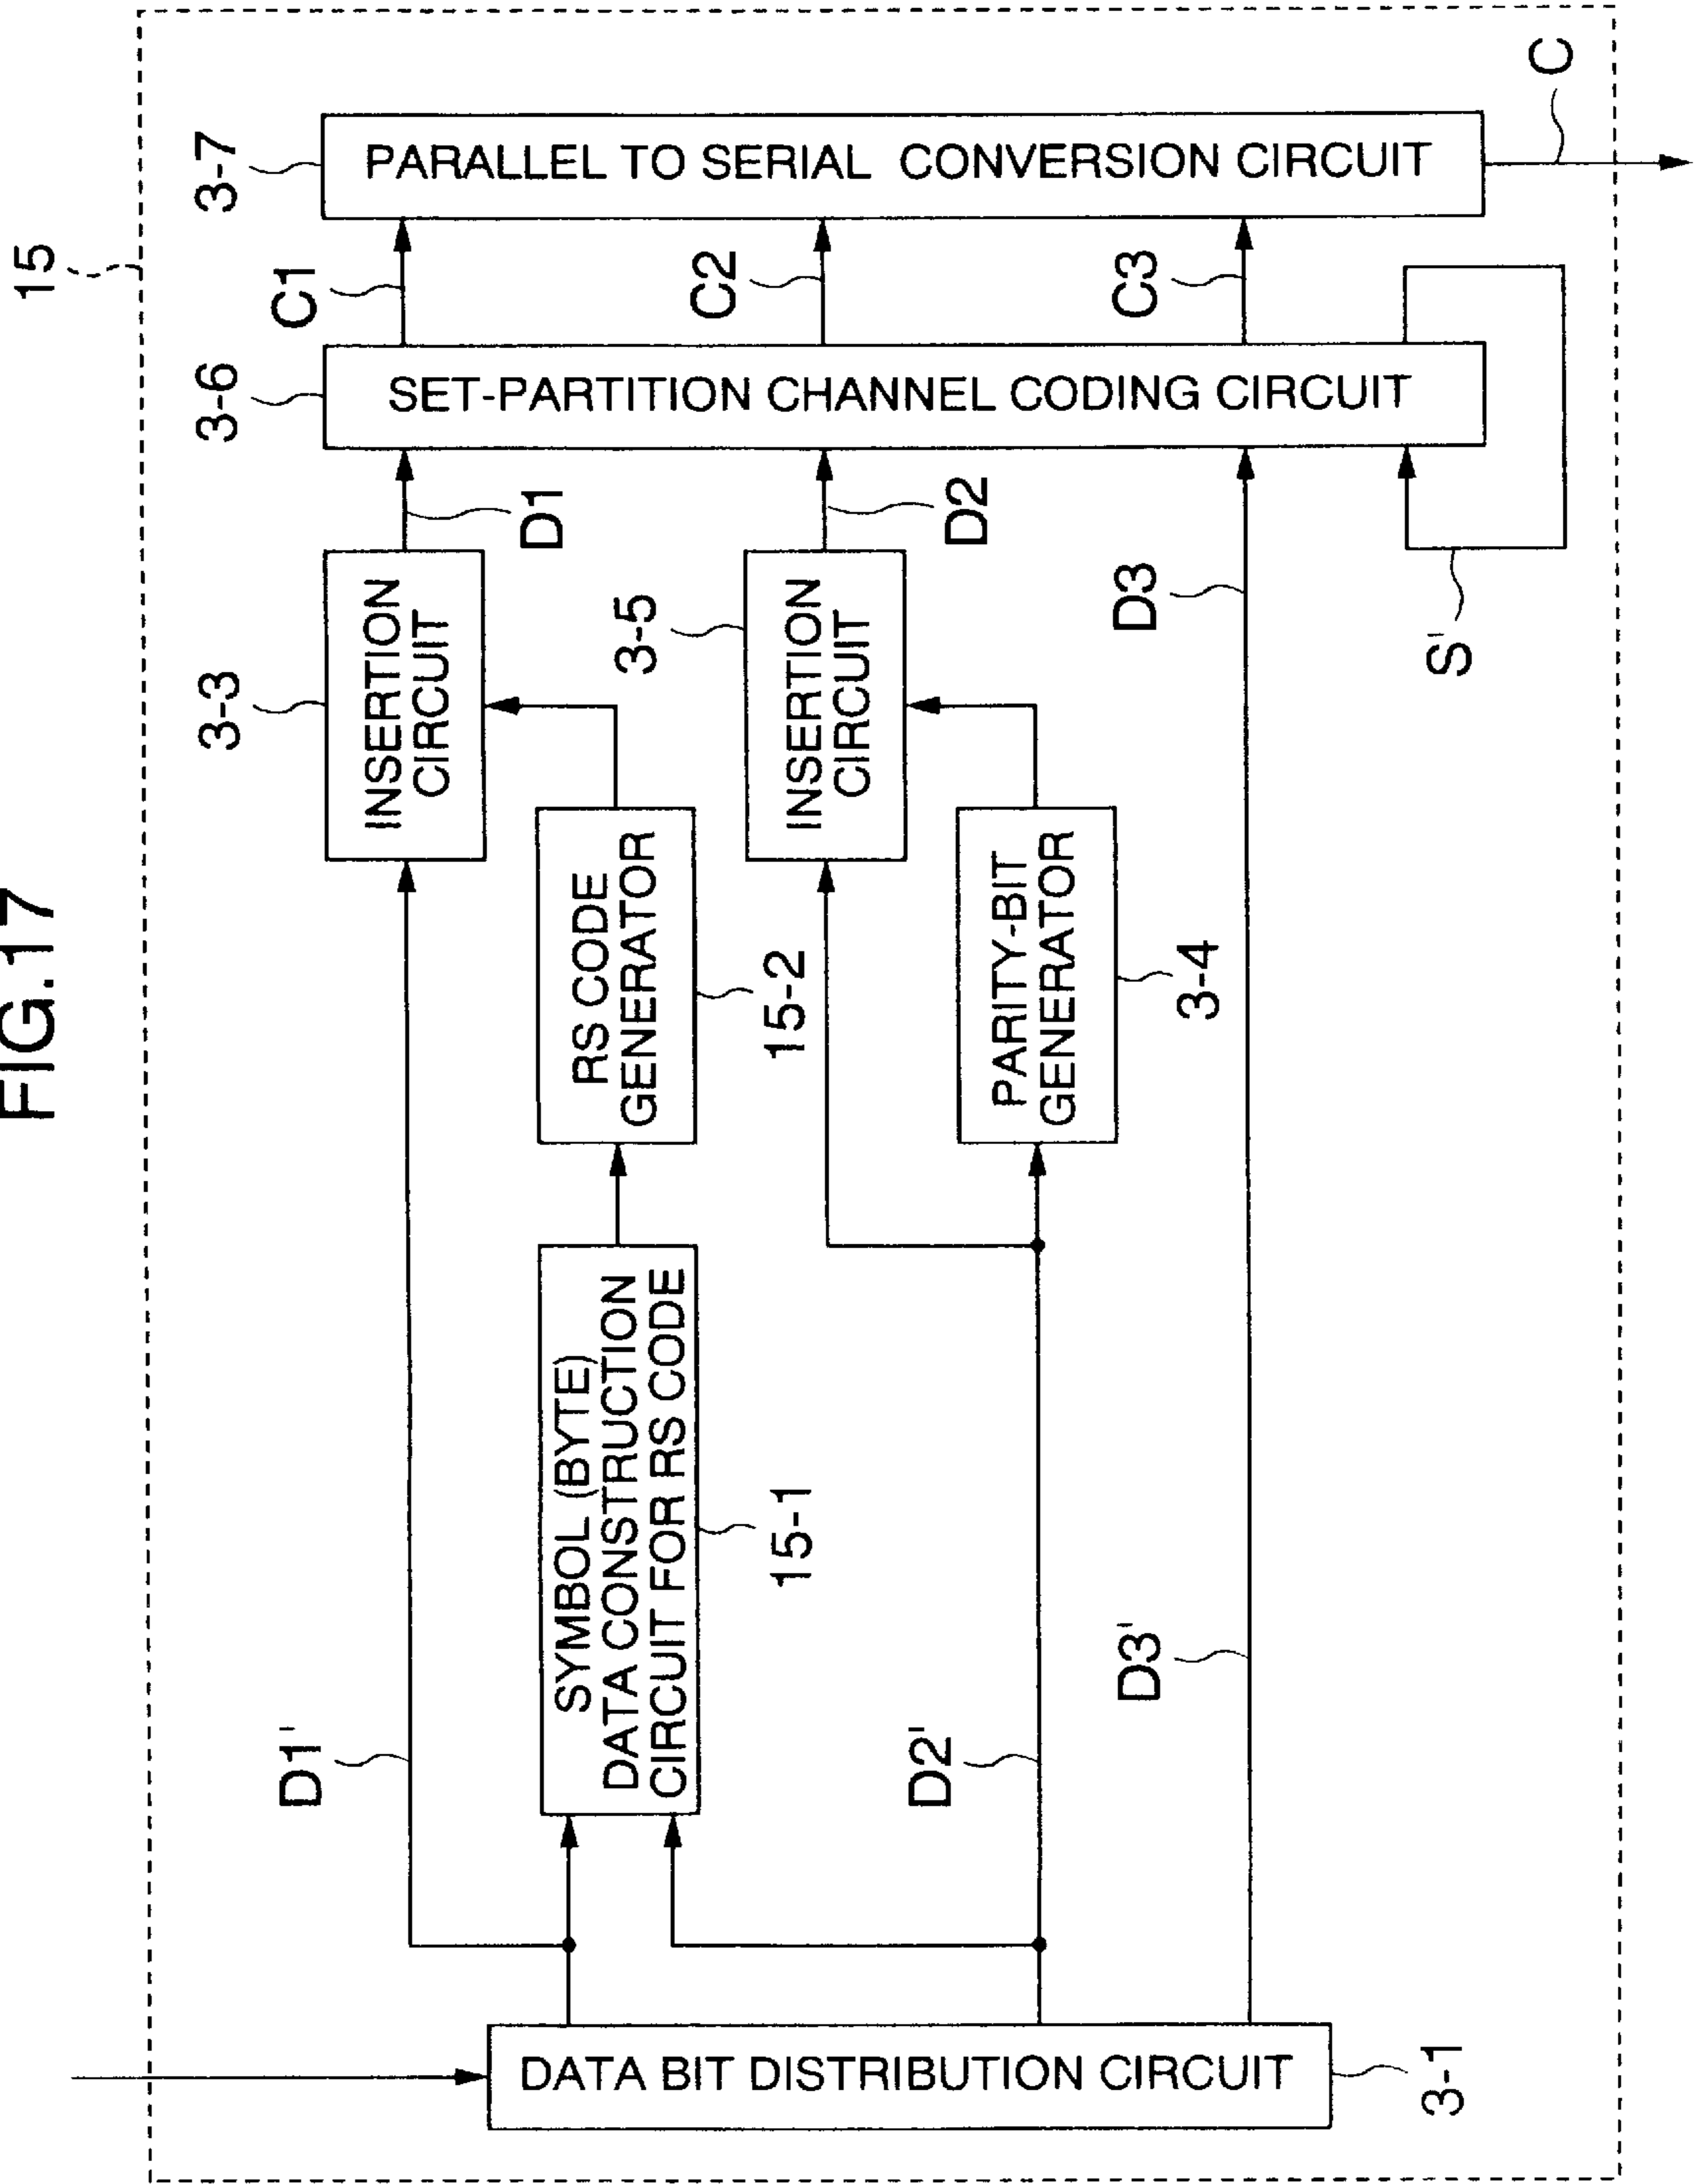 FIG.17
15
3-7
PARALLEL TO SERIAL CONVERSION CIRCUIT
C
C1
C2
C3
3-6
SET-PARTITION CHANNEL CODING CIRCUIT
S'
D1
D2
D3
3-3
INSERTION
CIRCUIT
3-5
INSERTION
CIRCUIT
RS CODE
GENERATOR
15-2
PARITY-BIT
GENERATOR
3-4
SYMBOL (BYTE)
DATA CONSTRUCTION
CIRCUIT FOR RS CODE
15-1
D1'
D2'
D3'
DATA BIT DISTRIBUTION CIRCUIT
3-1